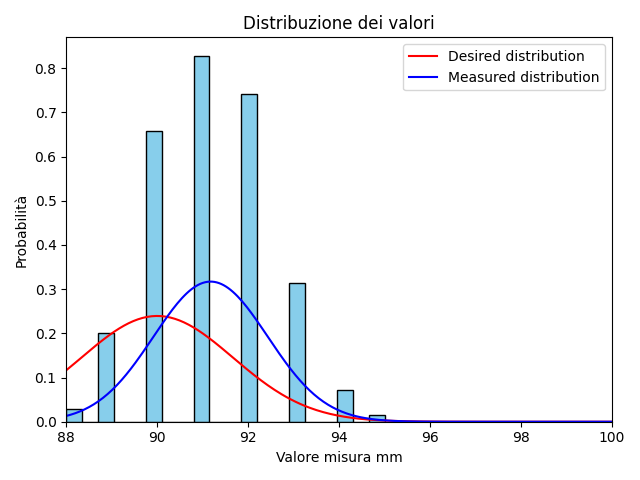 Distribuzione dei valori
Desired distribution
Measured distribution
Probabilità
0.8
0.7
0.6
0.5
0.4
0.3
0.2
0.1
0.0
88 90 92 94 96 98 100
Valore misura mm